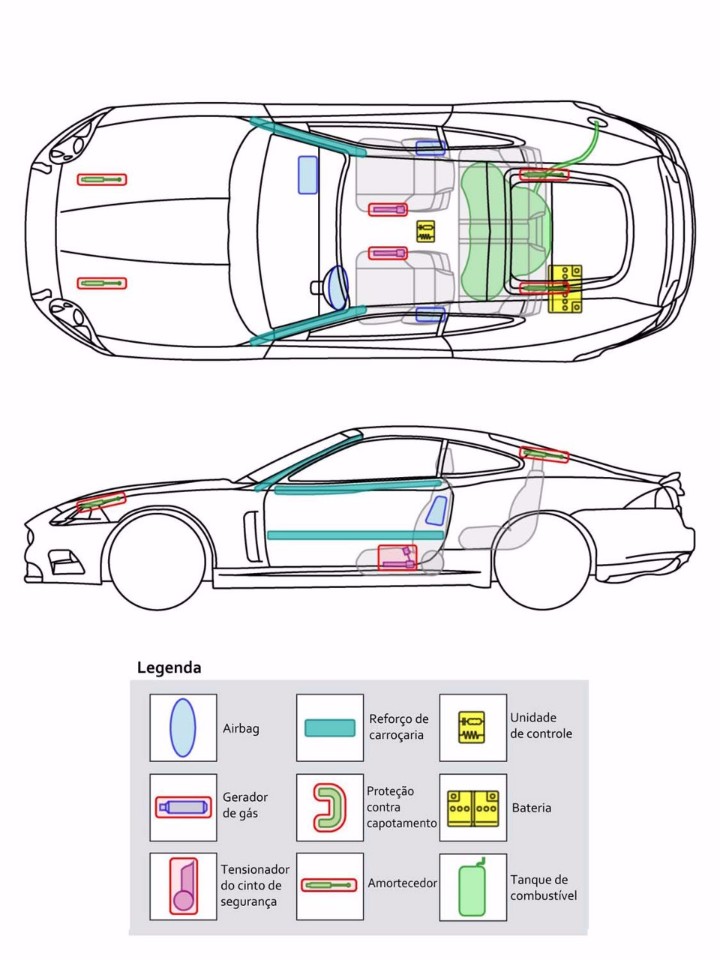 Legenda
Airbag
Reforço de
carroçaria
Unidade
de controle
Gerador
de gás
Proteção
contra
capotamento
Bateria
Tensionador
do cinto de
segurança
Amortecedor
Tanque de
combustível